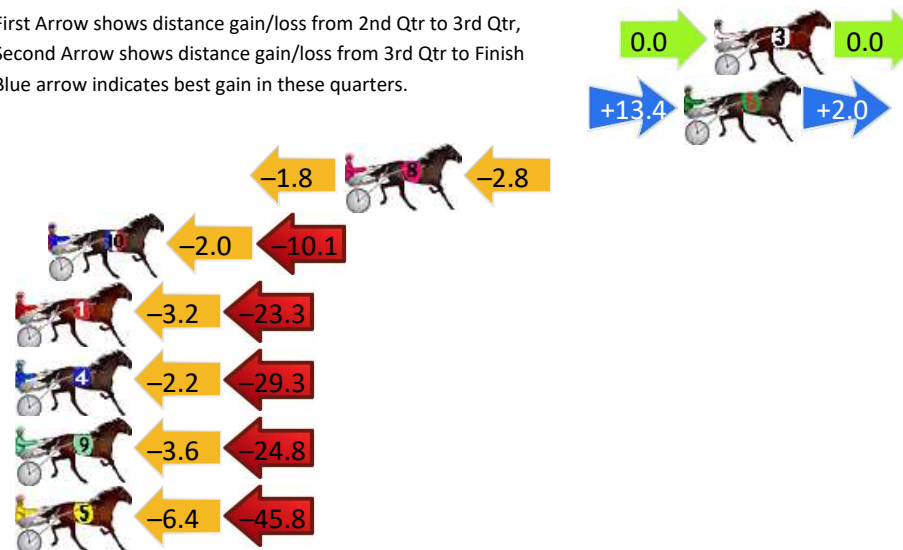 First Arrow shows distance gain/loss from 2nd Qtr to 3rd Qtr,
Second Arrow shows distance gain/loss from 3rd Qtr to Finish
Blue arrow indicates best gain in these quarters.
0.0 3 0.0
+13.4 +2.0
–1.8 8 –2.8
10 –2.0 –10.1
1 –3.2 –23.3
4 –2.2 –29.3
9 –3.6 –24.8
5 –6.4 –45.8